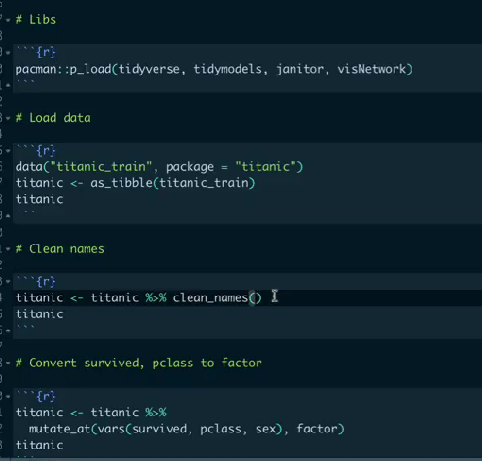 # Libs
```{r}
pacman::p_load(tidyverse, tidymodels, janitor, visNetwork)
```
# Load data
```{r}
data("titanic_train", package = "titanic")
titanic <- as_tibble(titanic_train)
titanic
```
# Clean names
```{r}
titanic <- titanic %>% clean_names()
titanic
```
# Convert survived, pclass to factor
```{r}
titanic <- titanic %>%
mutate_at(vars(survived, pclass, sex), factor)
titanic
```